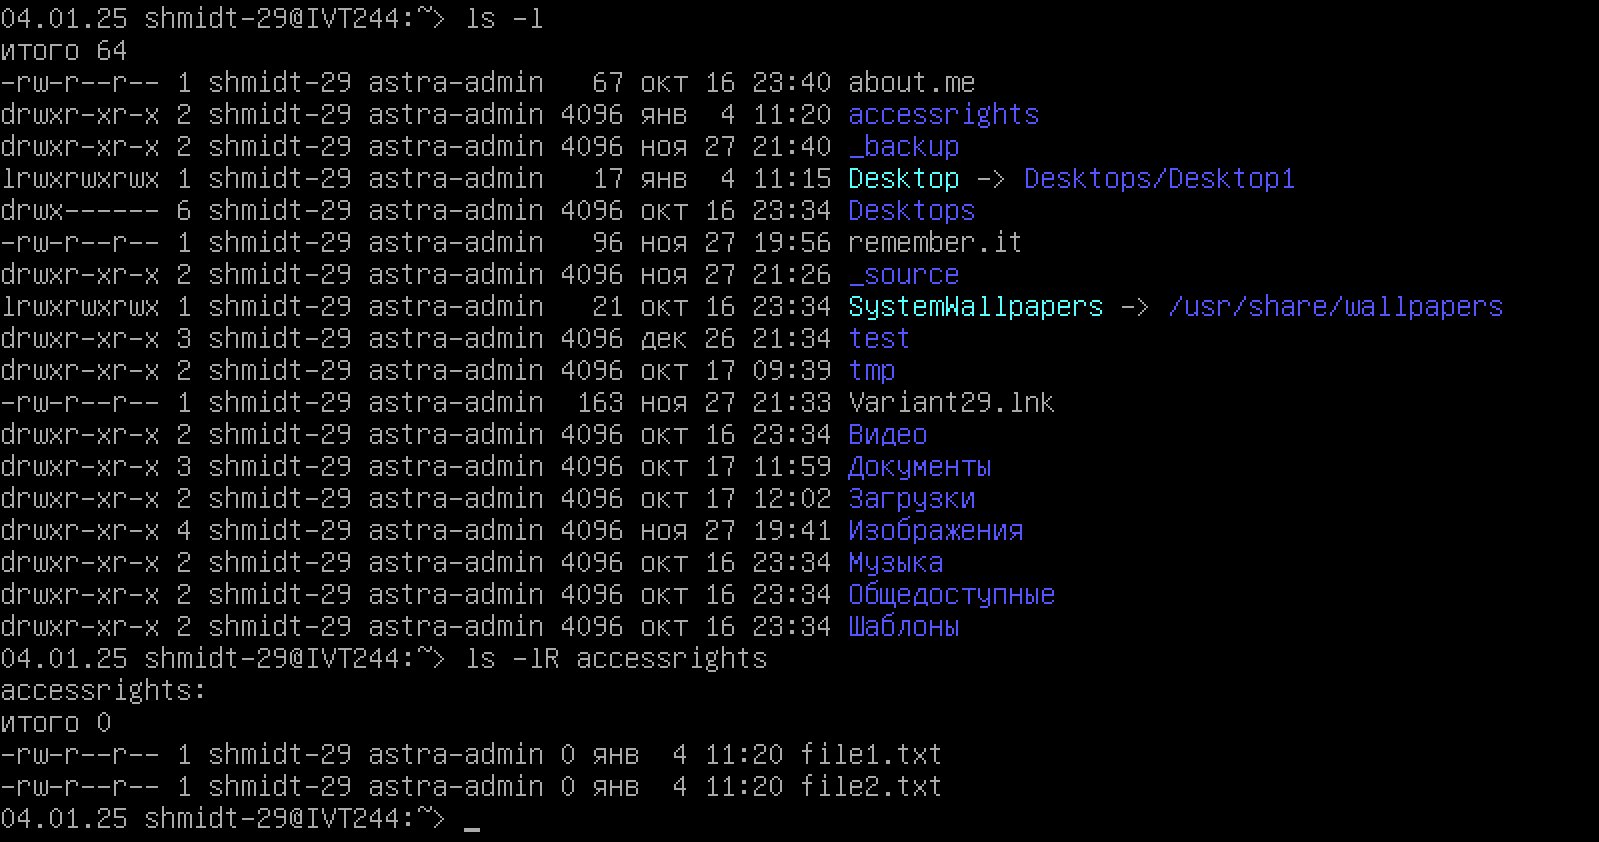 04.01.25 shmidt-29@IVT244:~> ls -l
итого 64
-rw-r--r-- 1 shmidt-29 astra-admin   67 окт 16 23:40 about.me
drwxr-xr-x 2 shmidt-29 astra-admin 4096 янв  4 11:20 accessrights
drwxr-xr-x 2 shmidt-29 astra-admin 4096 ноя 27 21:40 _backup
lrwxrwxrwx 1 shmidt-29 astra-admin   17 янв  4 11:15 Desktop -> Desktops/Desktop1
drwx------ 6 shmidt-29 astra-admin 4096 окт 16 23:34 Desktops
-rw-r--r-- 1 shmidt-29 astra-admin   96 ноя 27 19:56 remember.it
drwxr-xr-x 2 shmidt-29 astra-admin 4096 ноя 27 21:26 _source
lrwxrwxrwx 1 shmidt-29 astra-admin   21 окт 16 23:34 SystemWallpapers -> /usr/share/wallpapers
drwxr-xr-x 3 shmidt-29 astra-admin 4096 дек 26 21:34 test
drwxr-xr-x 2 shmidt-29 astra-admin 4096 окт 17 09:39 tmp
-rw-r--r-- 1 shmidt-29 astra-admin  163 ноя 27 21:33 Variant29.lnk
drwxr-xr-x 2 shmidt-29 astra-admin 4096 окт 16 23:34 Видео
drwxr-xr-x 3 shmidt-29 astra-admin 4096 окт 17 11:59 Документы
drwxr-xr-x 2 shmidt-29 astra-admin 4096 окт 17 12:02 Загрузки
drwxr-xr-x 4 shmidt-29 astra-admin 4096 ноя 27 19:41 Изображения
drwxr-xr-x 2 shmidt-29 astra-admin 4096 окт 16 23:34 Музыка
drwxr-xr-x 2 shmidt-29 astra-admin 4096 окт 16 23:34 Общедоступные
drwxr-xr-x 2 shmidt-29 astra-admin 4096 окт 16 23:34 Шаблоны
04.01.25 shmidt-29@IVT244:~> ls -lR accessrights
accessrights:
итого 0
-rw-r--r-- 1 shmidt-29 astra-admin 0 янв  4 11:20 file1.txt
-rw-r--r-- 1 shmidt-29 astra-admin 0 янв  4 11:20 file2.txt
04.01.25 shmidt-29@IVT244:~> _